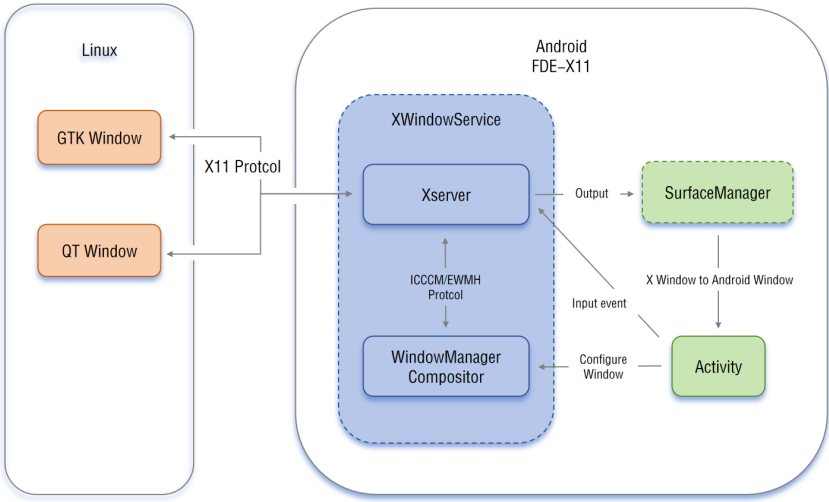 Linux
GTK Window
X11 Protcol
QT Window
Android
FDE-X11
XWindowService
Xserver
ICCCM/EWMH
Protcol
WindowManager
Compositor
Output
SurfaceManager
X Window to Android Window
Input event
Configure
Window
Activity